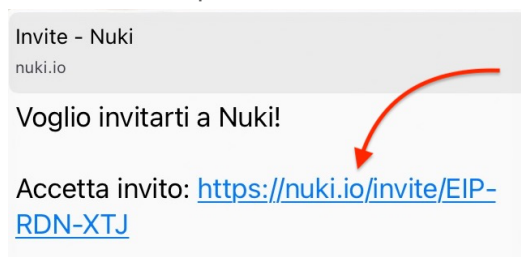 Invite - Nuki
nuki.io
Voglio invitarti a Nuki!
Accetta invito: https://nuki.io/invite/EIP-
RDN-XTJ